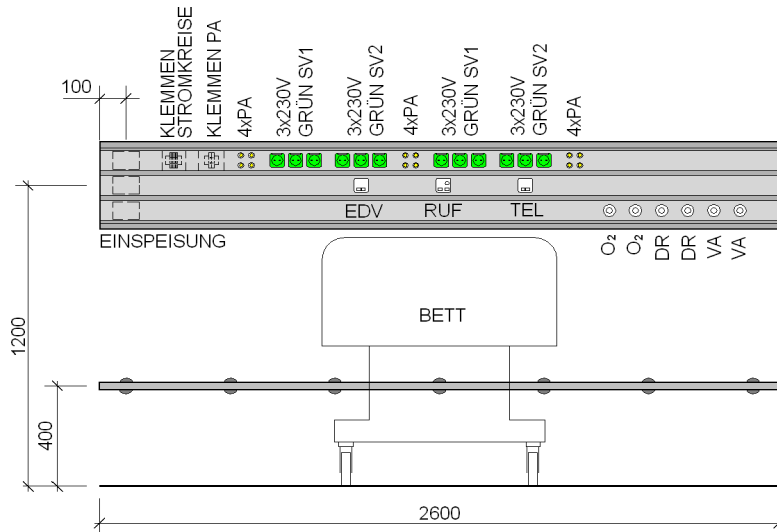 100
KLEMMEN
STROMKREISE
KLEMMEN PA
4xPA
3x230V
GRÜN SV1
3x230V
GRÜN SV2
4xPA
3x230V
GRÜN SV1
3x230V
GRÜN SV2
4xPA
EDV
RUF
TEL
EINSPEISUNG
O₂
O₂
DR
DR
VA
VA
BETT
1200
400
2600